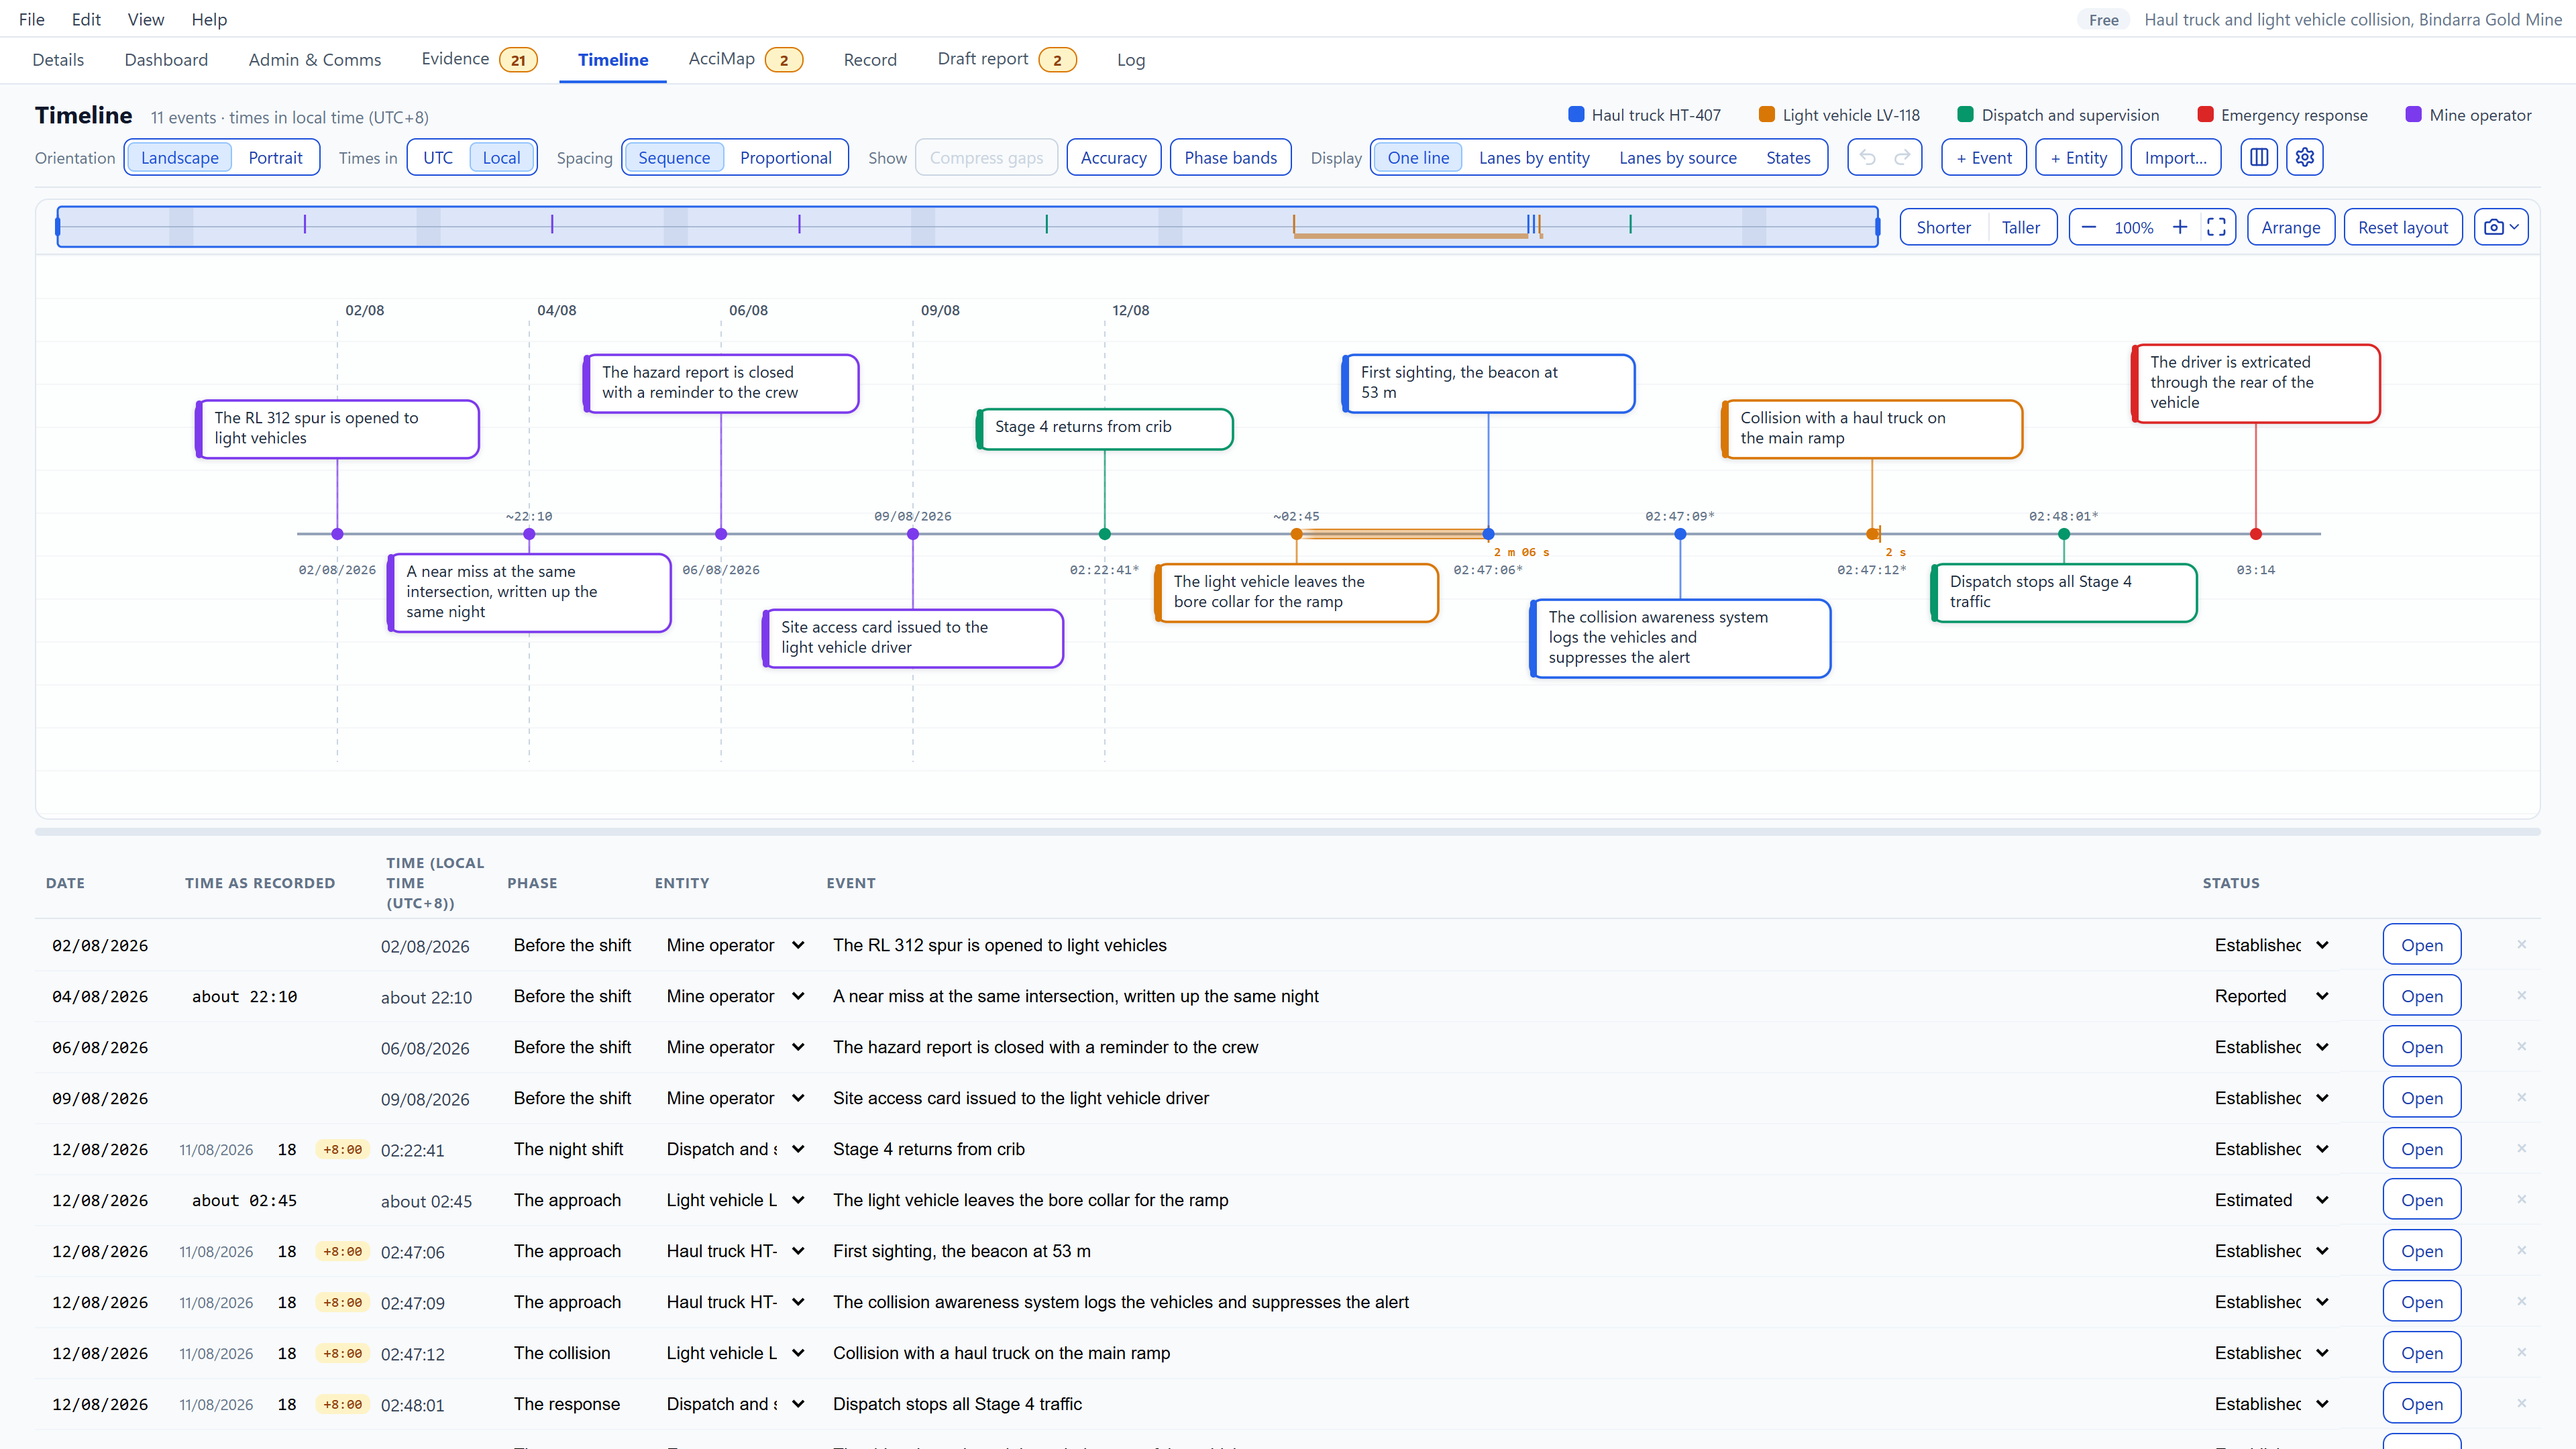 File Edit View Help
Free Haul truck and light vehicle collision, Bindarra Gold Mine
Details Dashboard Admin & Comms Evidence 21 Timeline AcciMap 2 Record Draft report 2 Log
Timeline 11 events · times in local time (UTC+8)
Haul truck HT-407 Light vehicle LV-118 Dispatch and supervision Emergency response Mine operator
Orientation Landscape Portrait Times in UTC Local Spacing Sequence Proportional Show Compress gaps Accuracy Phase bands Display One line Lanes by entity Lanes by source States + Event + Entity Import...
Shorter Taller − 100% + Arrange Reset layout
02/08 04/08 06/08 09/08 12/08
The RL 312 spur is opened to
light vehicles
The hazard report is closed
with a reminder to the crew
Stage 4 returns from crib
First sighting, the beacon at
53 m
Collision with a haul truck on
the main ramp
The driver is extricated
through the rear of the
vehicle
~22:10 09/08/2026 ~02:45 02:47:09* 02:48:01*
2 m 06 s 2 s
02/08/2026 06/08/2026 02:22:41* 02:47:06* 02:47:12* 03:14
A near miss at the same
intersection, written up the
same night
Site access card issued to the
light vehicle driver
The light vehicle leaves the
bore collar for the ramp
The collision awareness system
logs the vehicles and
suppresses the alert
Dispatch stops all Stage 4
traffic
DATE TIME AS RECORDED TIME (LOCAL TIME (UTC+8)) PHASE ENTITY EVENT STATUS
02/08/2026 02/08/2026 Before the shift Mine operator The RL 312 spur is opened to light vehicles Established Open ×
04/08/2026 about 22:10 about 22:10 Before the shift Mine operator A near miss at the same intersection, written up the same night Reported Open ×
06/08/2026 06/08/2026 Before the shift Mine operator The hazard report is closed with a reminder to the crew Established Open ×
09/08/2026 09/08/2026 Before the shift Mine operator Site access card issued to the light vehicle driver Established Open ×
12/08/2026 11/08/2026 18 +8:00 02:22:41 The night shift Dispatch and s Stage 4 returns from crib Established Open ×
12/08/2026 about 02:45 about 02:45 The approach Light vehicle L The light vehicle leaves the bore collar for the ramp Estimated Open ×
12/08/2026 11/08/2026 18 +8:00 02:47:06 The approach Haul truck HT- First sighting, the beacon at 53 m Established Open ×
12/08/2026 11/08/2026 18 +8:00 02:47:09 The approach Haul truck HT- The collision awareness system logs the vehicles and suppresses the alert Established Open ×
12/08/2026 11/08/2026 18 +8:00 02:47:12 The collision Light vehicle L Collision with a haul truck on the main ramp Established Open ×
12/08/2026 11/08/2026 18 +8:00 02:48:01 The response Dispatch and s Dispatch stops all Stage 4 traffic Established Open ×